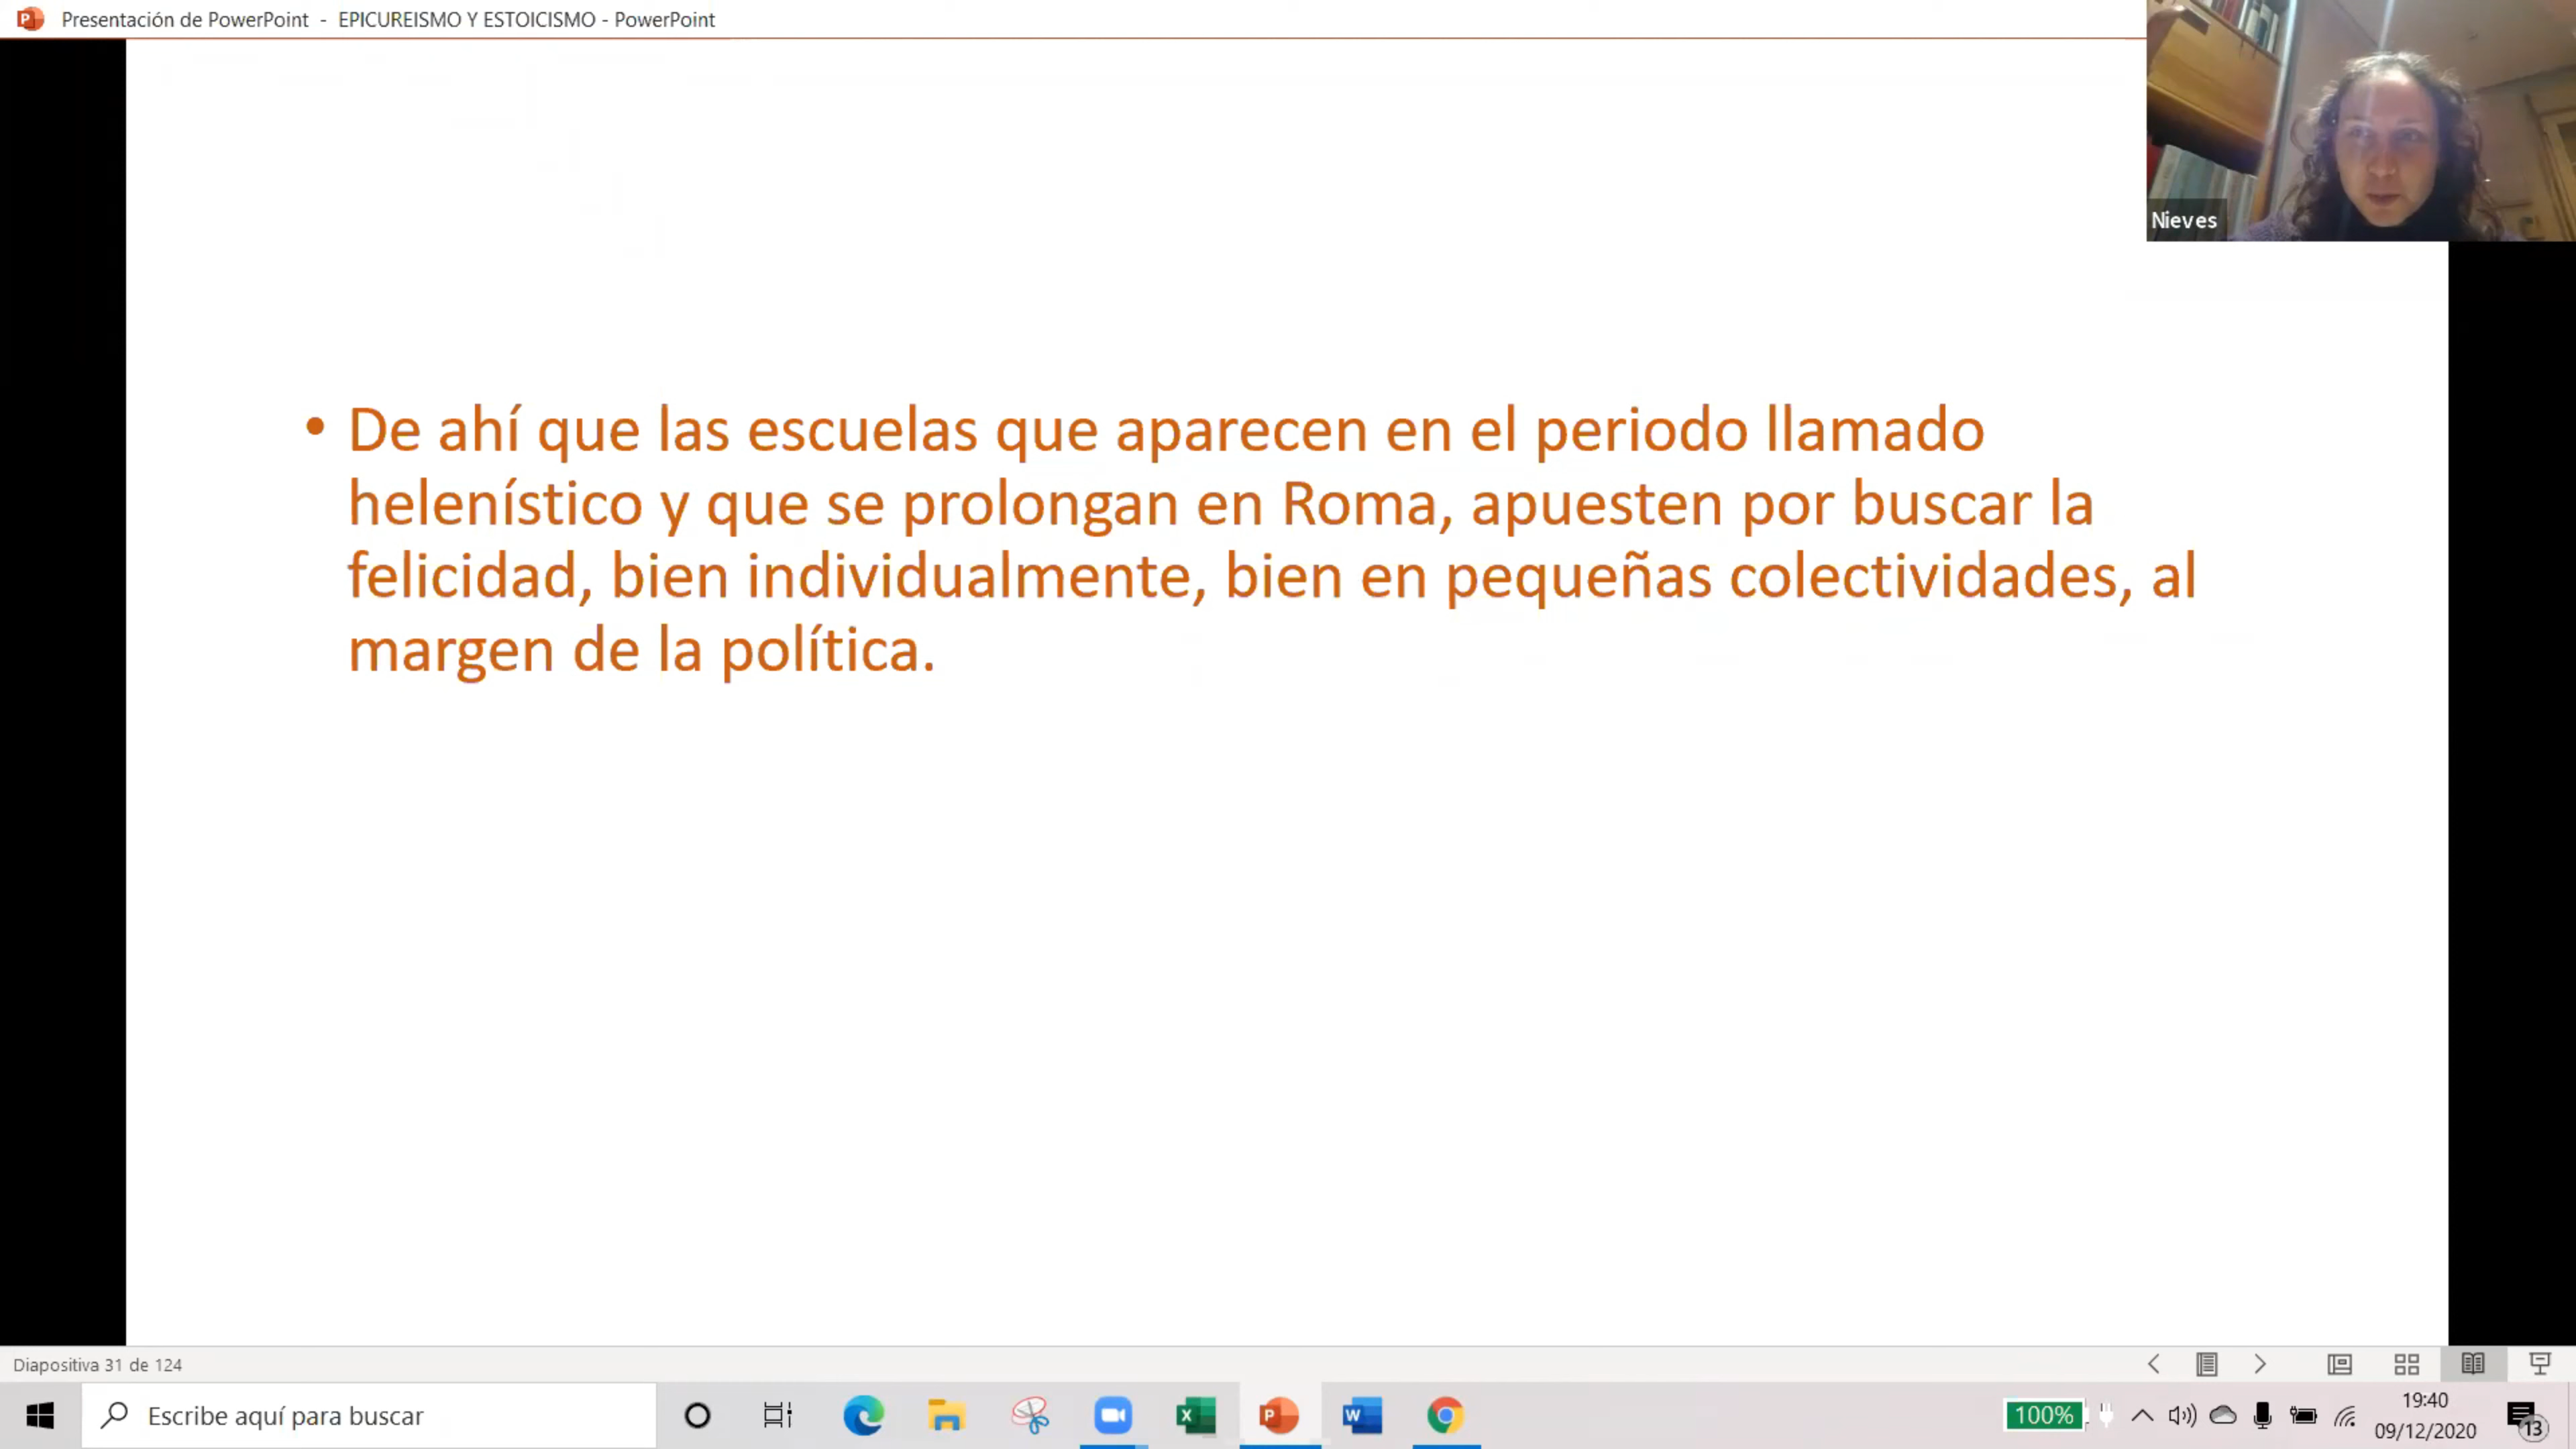 Presentación de PowerPoint - EPICUREISMO Y ESTOICISMO - PowerPoint
Nieves
• De ahí que las escuelas que aparecen en el periodo llamado
helenístico y que se prolongan en Roma, apuesten por buscar la
felicidad, bien individualmente, bien en pequeñas colectividades, al
margen de la política.
Diapositiva 31 de 124
Escribe aquí para buscar
100%
19:40
09/12/2020
13